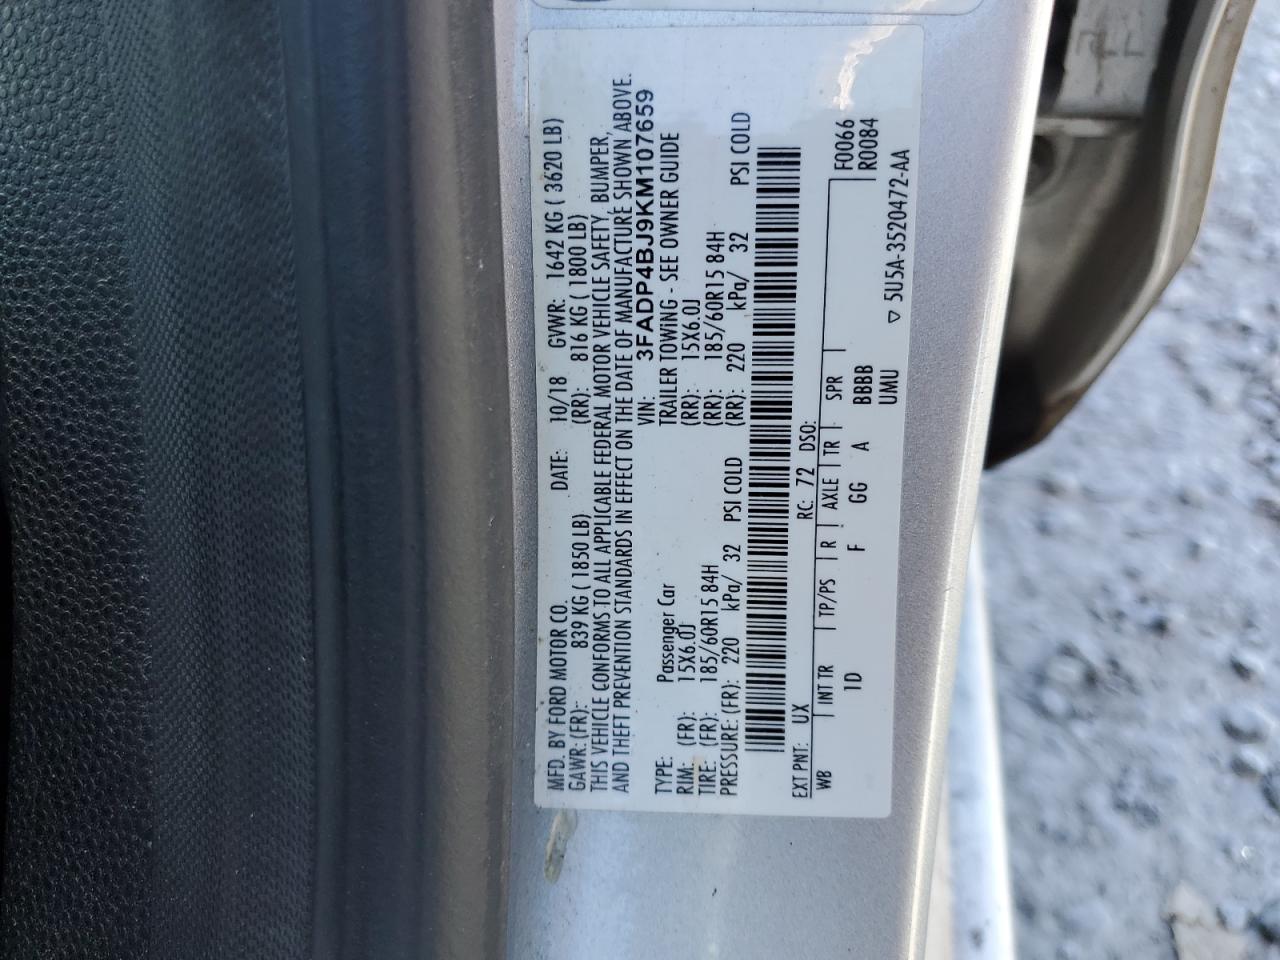 MFD. BY FORD MOTOR CO. DATE: 10/18 GVWR: 1642 KG ( 3620 LB)
GAWR: (FR): 839 KG ( 1850 LB) (RR): 816 KG ( 1800 LB)
THIS VEHICLE CONFORMS TO ALL APPLICABLE FEDERAL MOTOR VEHICLE SAFETY, BUMPER,
AND THEFT PREVENTION STANDARDS IN EFFECT ON THE DATE OF MANUFACTURE SHOWN ABOVE.
VIN: 3FADP4BJ9KM107659
TYPE: Passenger Car TRAILER TOWING - SEE OWNER GUIDE
RIM: (FR): 15X6.0J (RR): 15X6.0J
TIRE: (FR): 185/60R15 84H (RR): 185/60R15 84H
PRESSURE: (FR): 220 kPa/ 32 PSI COLD (RR): 220 kPa/ 32 PSI COLD
EXT PNT: UX RC: 72 DSO:
WB INT TR TP/PS R AXLE TR SPR F0066
1D F GG A BBBB R0084
UMU ▽ 5U5A-3520472-AA